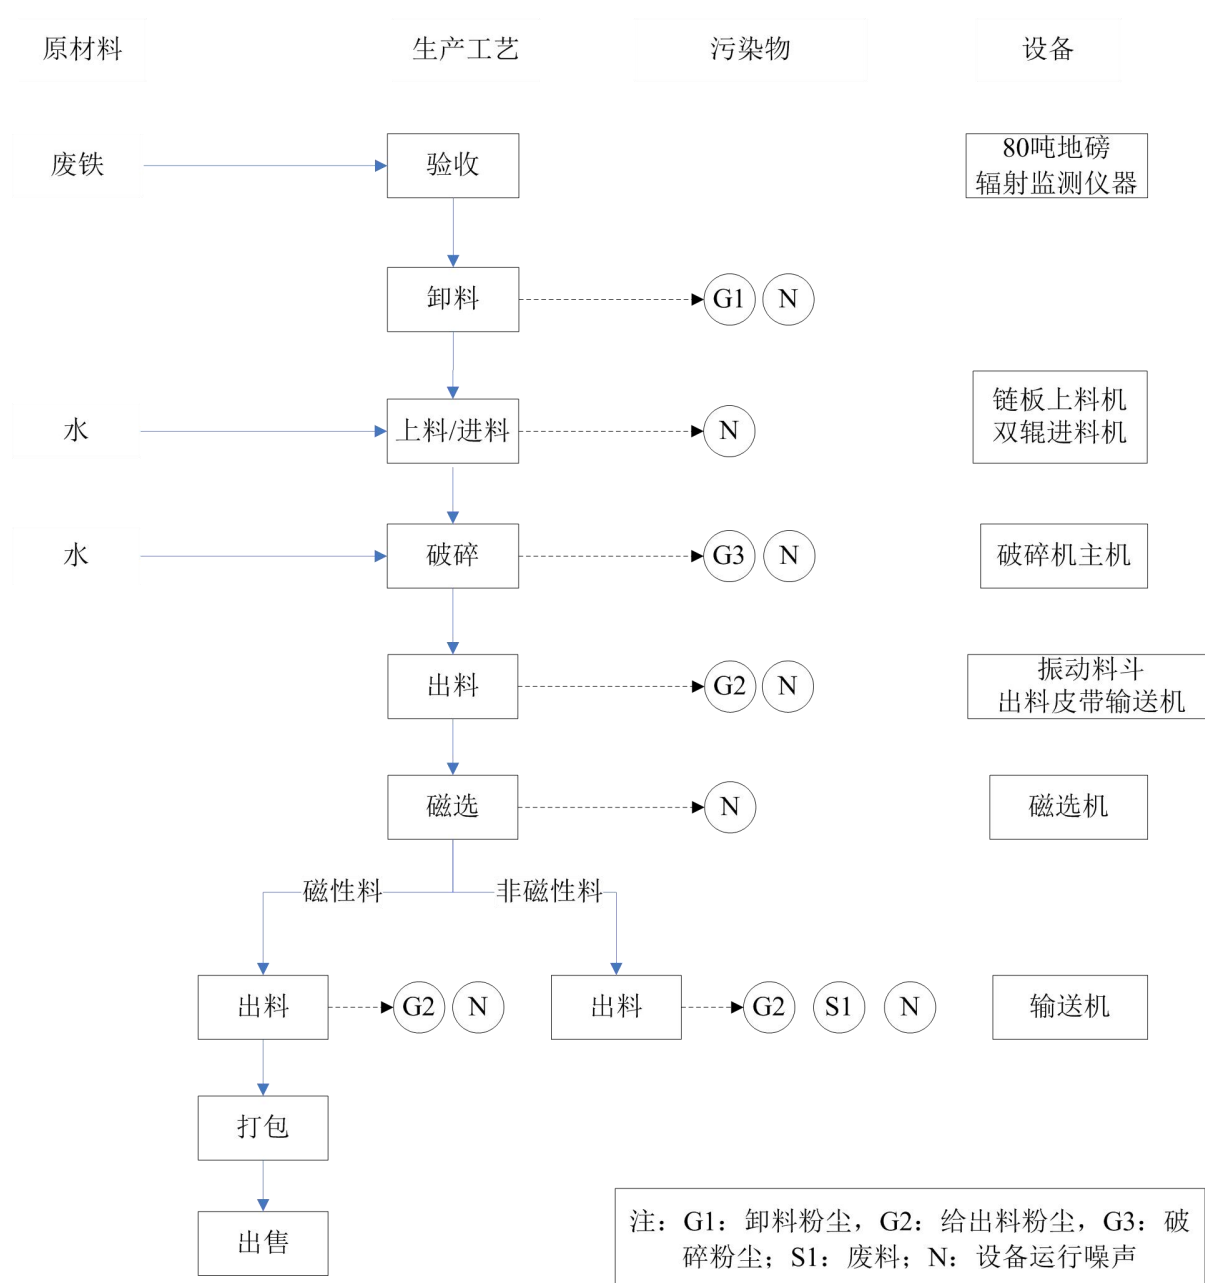 原材料 生产工艺 污染物 设备
废铁 验收 80吨地磅
辐射监测仪器
卸料 G1 N
水 上料/进料 N 链板上料机
双辊进料机
水 破碎 G3 N 破碎机主机
出料 G2 N 振动料斗
出料皮带输送机
磁选 N 磁选机
磁性料 非磁性料
出料 G2 N 出料 G2 S1 N 输送机
打包
出售
注：G1：卸料粉尘，G2：给出料粉尘，G3：破
碎粉尘；S1：废料；N：设备运行噪声